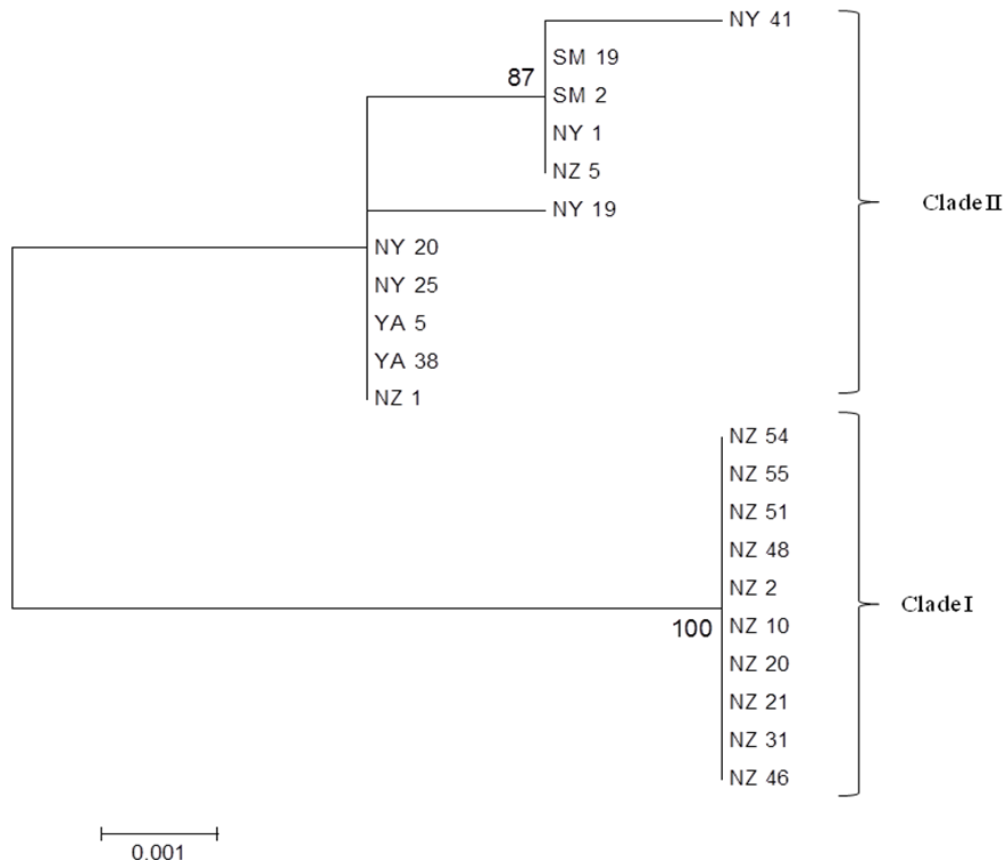 NY 41
SM 19
87
SM 2
NY 1
NZ 5
NY 19
Clade II
NY 20
NY 25
YA 5
YA 38
NZ 1
NZ 54
NZ 55
NZ 51
NZ 48
NZ 2
Clade I
NZ 10
100
NZ 20
NZ 21
NZ 31
NZ 46
0.001